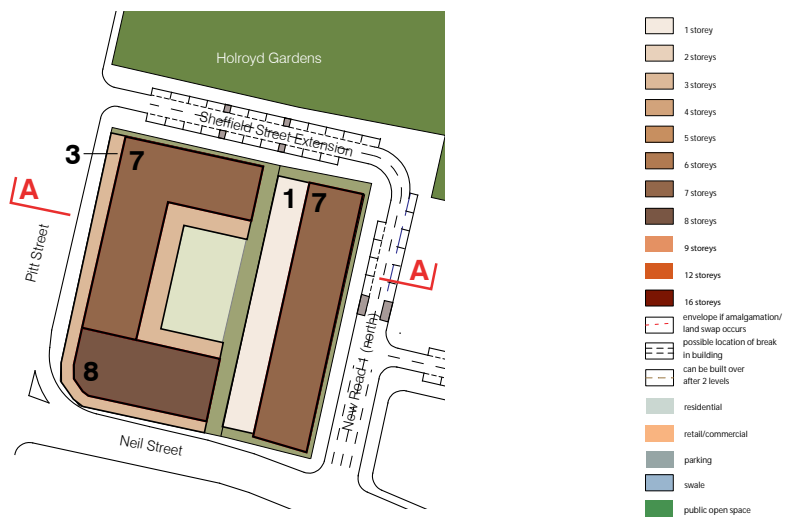 Holroyd Gardens
Sheffield Street Extension
3
7
1
7
A
A
Pitt Street
8
New Road 1 (north)
Neil Street
1 storey
2 storeys
3 storeys
4 storeys
5 storeys
6 storeys
7 storeys
8 storeys
9 storeys
12 storeys
16 storeys
envelope if amalgamation/
land swap occurs
possible location of break
in building
can be built over
after 2 levels
residential
retail/commercial
parking
swale
public open space